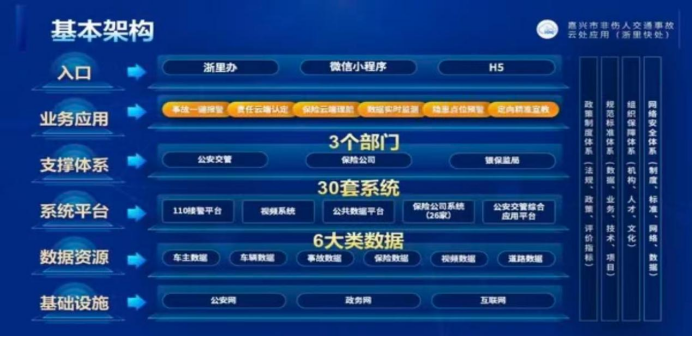 基本架构
嘉兴市非伤人交通事故
云处应用（浙里快处）
入口
浙里办
微信小程序
H5
业务应用
事故一键报警
责任云端认定
保险云端理赔
数据实时监测
隐患点位预警
定向精准宣教
3个部门
支撑体系
公安交管
保险公司
银保监局
30套系统
系统平台
110接警平台
视频系统
公共数据平台
保险公司系统
(26家)
公安交管综合
应用平台
6大类数据
数据资源
车主数据
车辆数据
事故数据
保险数据
视频数据
道路数据
基础设施
公安网
政务网
互联网
政策制度体系（法规、政策、评价指标）
规范标准体系（数据、业务、技术、项目）
组织保障体系（机构、人才、文化）
网络安全体系（制度、标准、网络、数据）